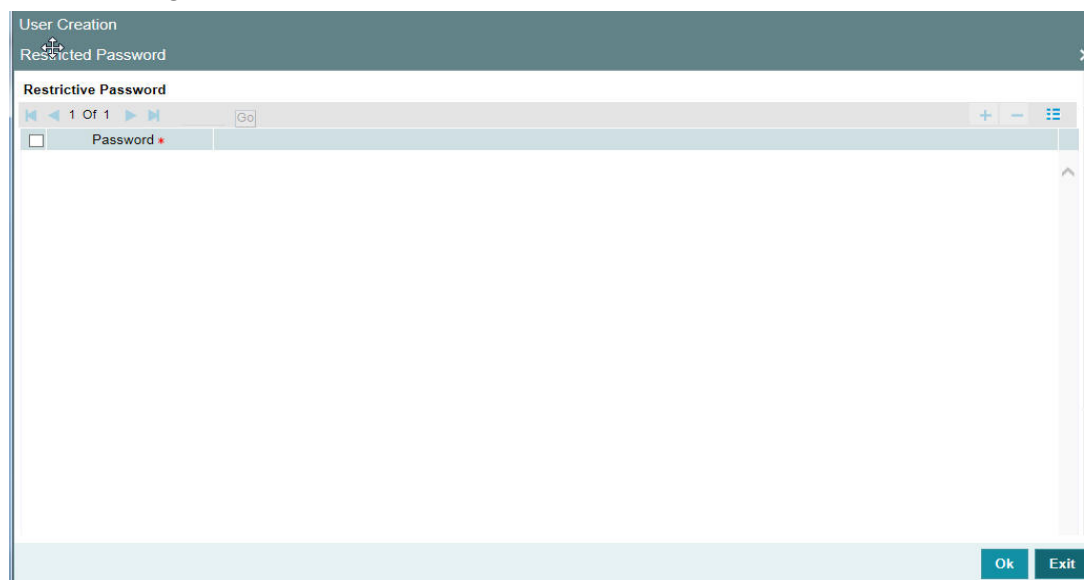 User Creation
Restricted Password
Restrictive Password
1 Of 1 Go
Password *
Ok Exit